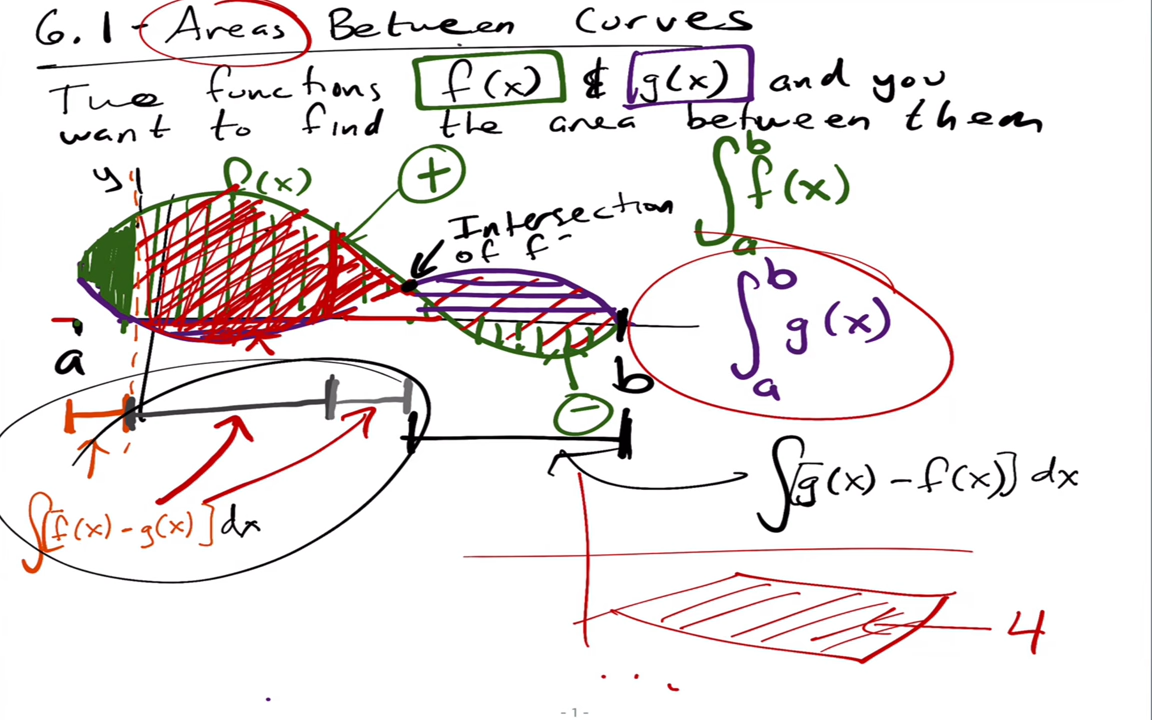 6.1 - Areas Between Curves
Two functions f(x) & g(x) and you
want to find the area between them
y
f(x)
+
Intersection
of f
∫ₐᵇ f(x)
∫ₐᵇ g(x)
a
b
−
∫[f(x) - g(x)] dx
∫[g(x) - f(x)] dx
4
...
- 1 -